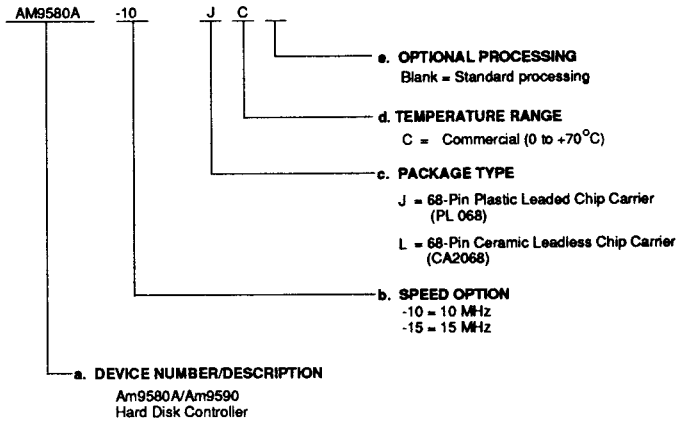 AM9580A -10 J C
e. OPTIONAL PROCESSING
Blank = Standard processing
d. TEMPERATURE RANGE
C = Commercial (0 to +70°C)
c. PACKAGE TYPE
J = 68-Pin Plastic Leaded Chip Carrier
(PL 068)
L = 68-Pin Ceramic Leadless Chip Carrier
(CA2068)
b. SPEED OPTION
-10 = 10 MHz
-15 = 15 MHz
a. DEVICE NUMBER/DESCRIPTION
Am9580A/Am9590
Hard Disk Controller